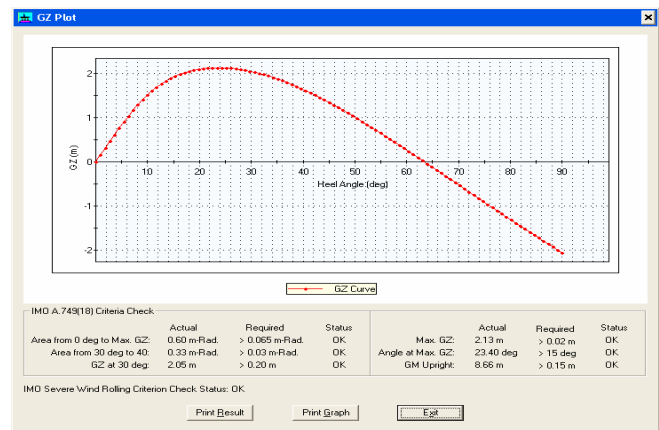 GZ Plot
2
1
0
-1
-2
GZ (m)
10 20 30 40 50 60 70 80 90
Heel Angle (deg)
GZ Curve
IMO A.749(18) Criteria Check
Actual Required Status
Area from 0 deg to Max. GZ: 0.60 m-Rad. > 0.065 m-Rad. OK
Area from 30 deg to 40: 0.33 m-Rad. > 0.03 m-Rad. OK
GZ at 30 deg: 2.05 m > 0.20 m OK
Actual Required Status
Max. GZ: 2.13 m > 0.02 m OK
Angle at Max. GZ: 23.40 deg > 15 deg OK
GM Upright: 8.66 m > 0.15 m OK
IMO Severe Wind Rolling Criterion Check Status: OK
Print Result Print Graph Exit